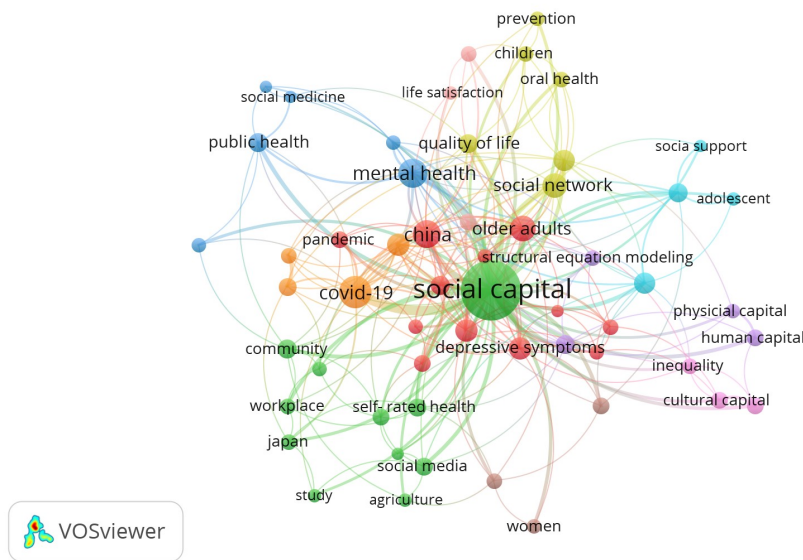 prevention
children
oral health
life satisfaction
social medicine
public health
quality of life
socia support
mental health
social network
adolescent
older adults
china
pandemic
structural equation modeling
social capital
covid-19
physicial capital
human capital
community
depressive symptoms
inequality
cultural capital
workplace
self- rated health
japan
social media
study
agriculture
women
VOSviewer